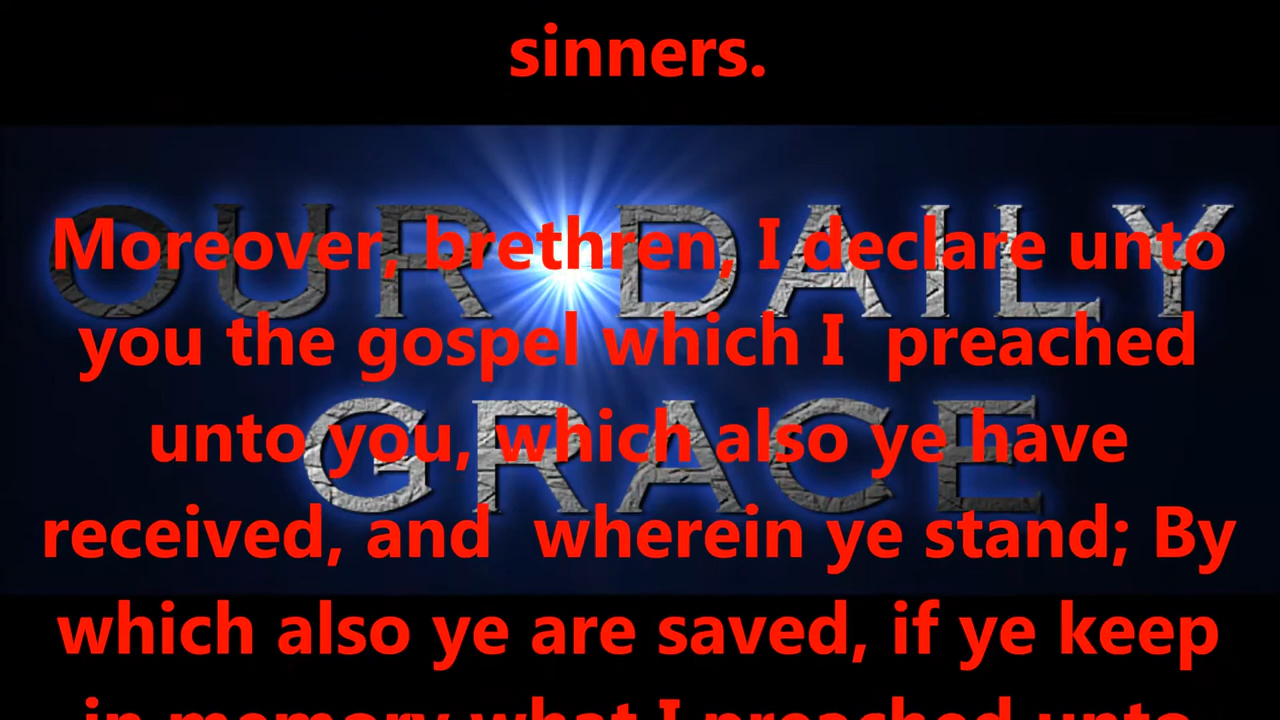 sinners.
OUR DAILY
Moreover, brethren, I declare unto
you the gospel which I preached
GRACE
unto you, which also ye have
received, and wherein ye stand; By
which also ye are saved, if ye keep
in memory what I preached unto